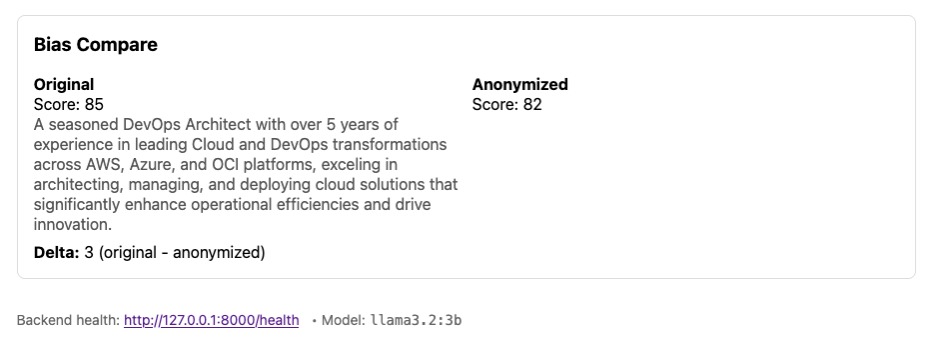 Bias Compare
Original
Score: 85
A seasoned DevOps Architect with over 5 years of
experience in leading Cloud and DevOps transformations
across AWS, Azure, and OCI platforms, exceling in
architecting, managing, and deploying cloud solutions that
significantly enhance operational efficiencies and drive
innovation.
Anonymized
Score: 82
Delta: 3 (original - anonymized)
Backend health: http://127.0.0.1:8000/health • Model: llama3.2:3b